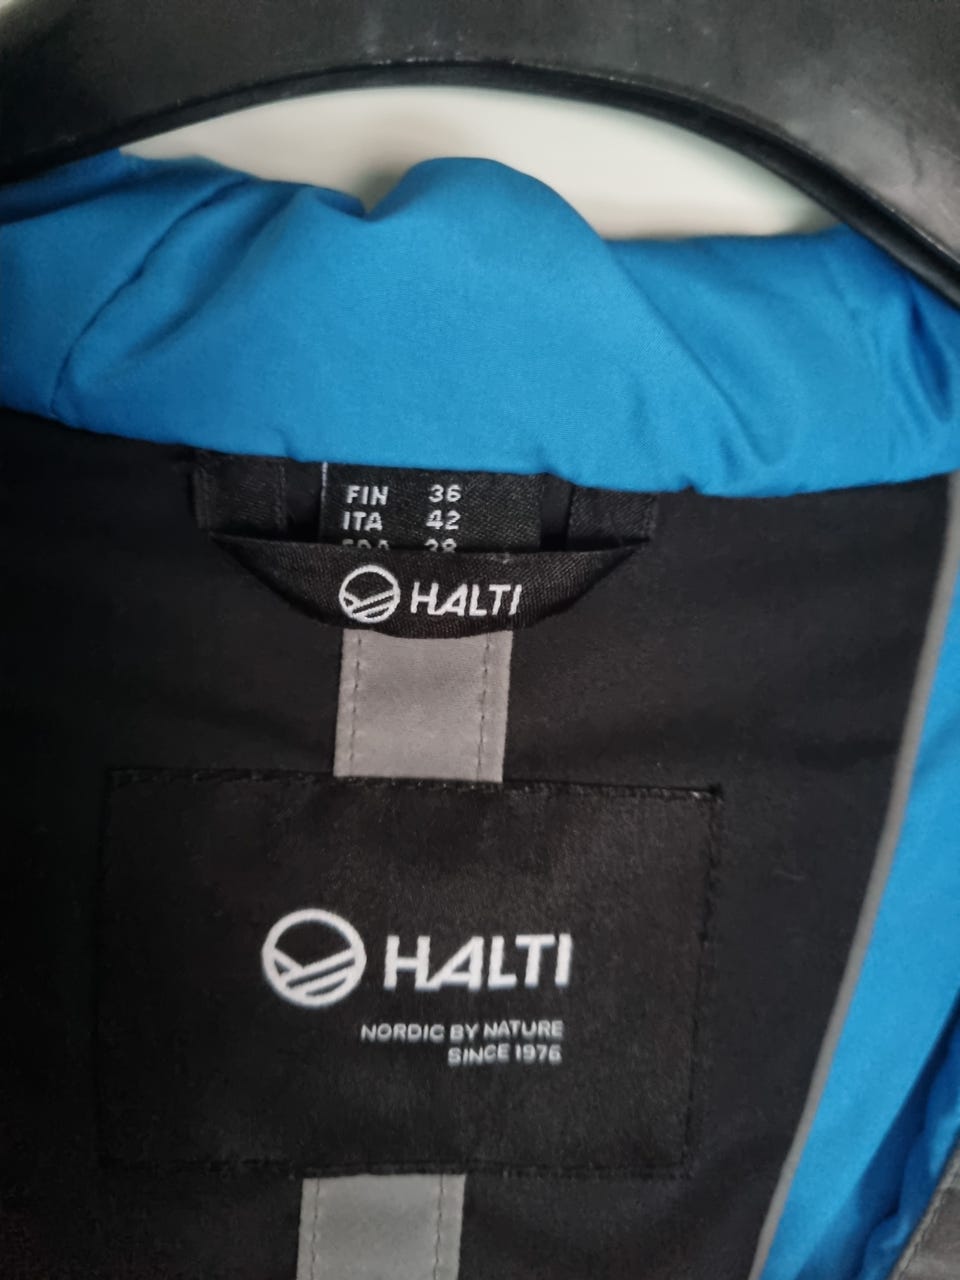 FIN 36
ITA 42
HALTI
HALTI
NORDIC BY NATURE
SINCE 1976